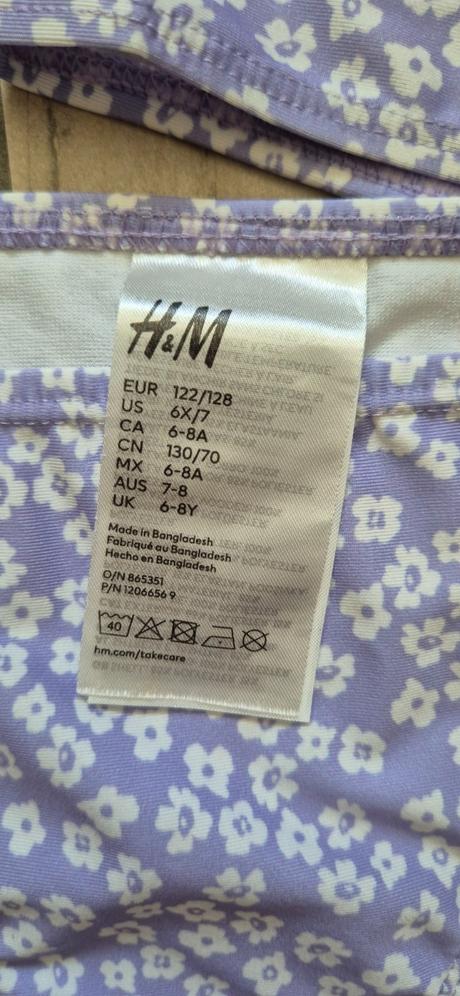 H&M
EUR 122/128
US 6X/7
CA 6-8A
CN 130/70
MX 6-8A
AUS 7-8
UK 6-8Y
Made in Bangladesh
Fabriqué au Bangladesh
Hecho en Bangladesh
O/N 865351
P/N 1206656 9
40
hm.com/takecare